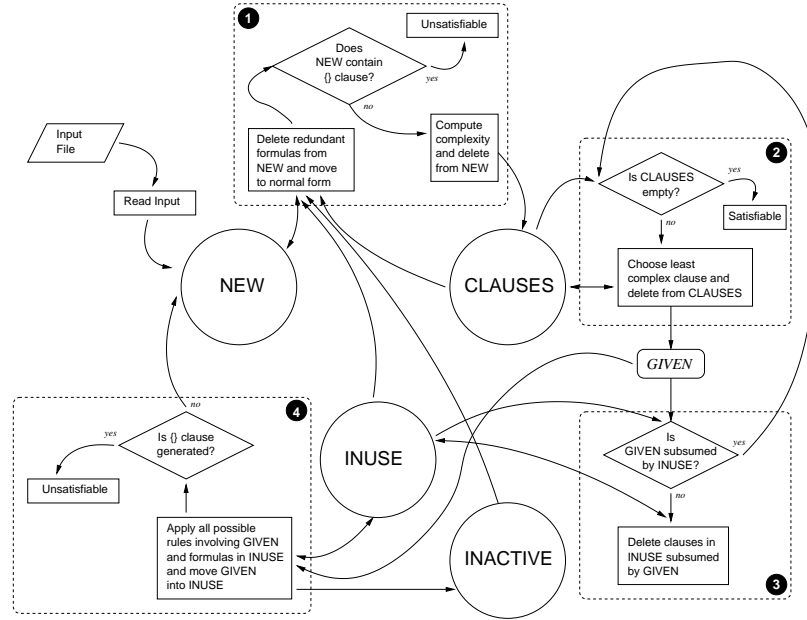 1
Does
NEW contain
{} clause?
yes
Unsatisfiable
no
Delete redundant
formulas from
NEW and move
to normal form
Compute
complexity
and delete
from NEW
Input
File
Read Input
NEW
CLAUSES
2
Is CLAUSES
empty?
yes
Satisfiable
no
Choose least
complex clause and
delete from CLAUSES
GIVEN
4
no
Is {} clause
generated?
yes
Unsatisfiable
Apply all possible
rules involving GIVEN
and formulas in INUSE
and move GIVEN
into INUSE
INUSE
INACTIVE
Is
GIVEN subsumed
by INUSE?
yes
no
Delete clauses in
INUSE subsumed
by GIVEN
3